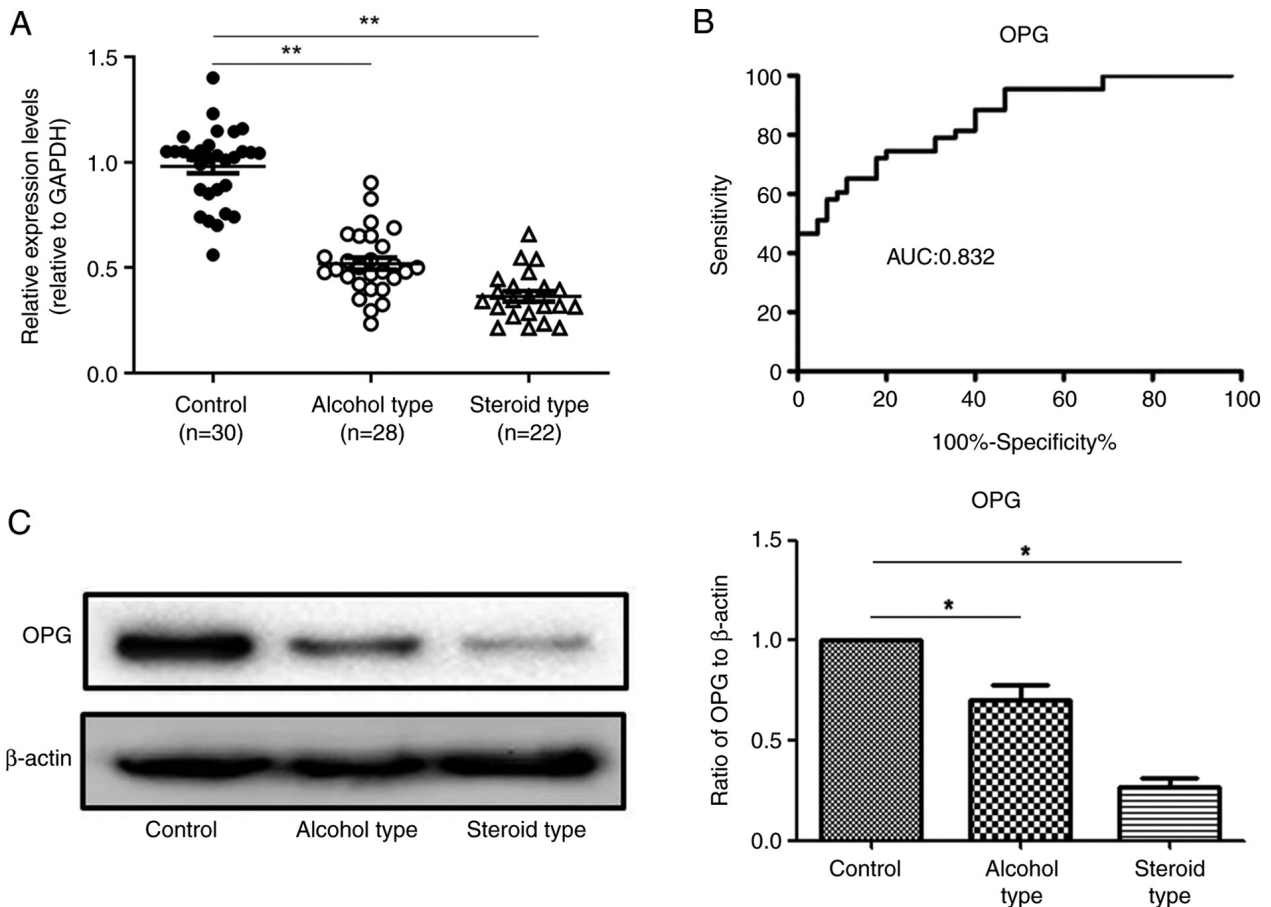 A
**
**
1.5
1.0
0.5
0.0
Relative expression levels
(relative to GAPDH)
Control
(n=30)
Alcohol type
(n=28)
Steroid type
(n=22)
B
OPG
100
80
60
40
20
0
Sensitivity
AUC:0.832
0 20 40 60 80 100
100%-Specificity%
C
OPG
β-actin
Control Alcohol type Steroid type
OPG
1.5
1.0
0.5
0.0
Ratio of OPG to β-actin
*
*
Control
Alcohol
type
Steroid
type